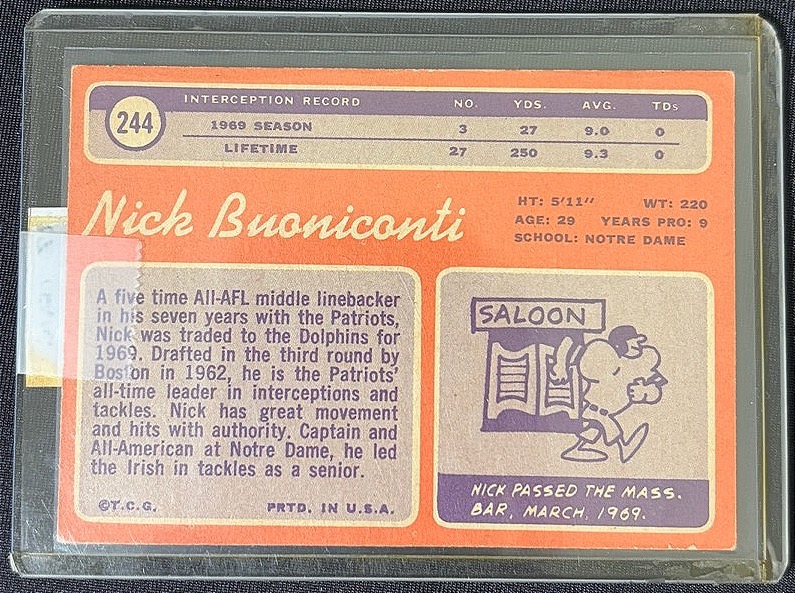 244
INTERCEPTION RECORD NO. YDS. AVG. TDs
1969 SEASON 3 27 9.0 0
LIFETIME 27 250 9.3 0
Nick Buoniconti
HT: 5'11" WT: 220
AGE: 29 YEARS PRO: 9
SCHOOL: NOTRE DAME
A five time All-AFL middle linebacker
in his seven years with the Patriots,
Nick was traded to the Dolphins for
1969. Drafted in the third round by
Boston in 1962, he is the Patriots'
all-time leader in interceptions and
tackles. Nick has great movement
and hits with authority. Captain and
All-American at Notre Dame, he led
the Irish in tackles as a senior.
©T.C.G. PRTD. IN U.S.A.
SALOON
NICK PASSED THE MASS.
BAR, MARCH, 1969.